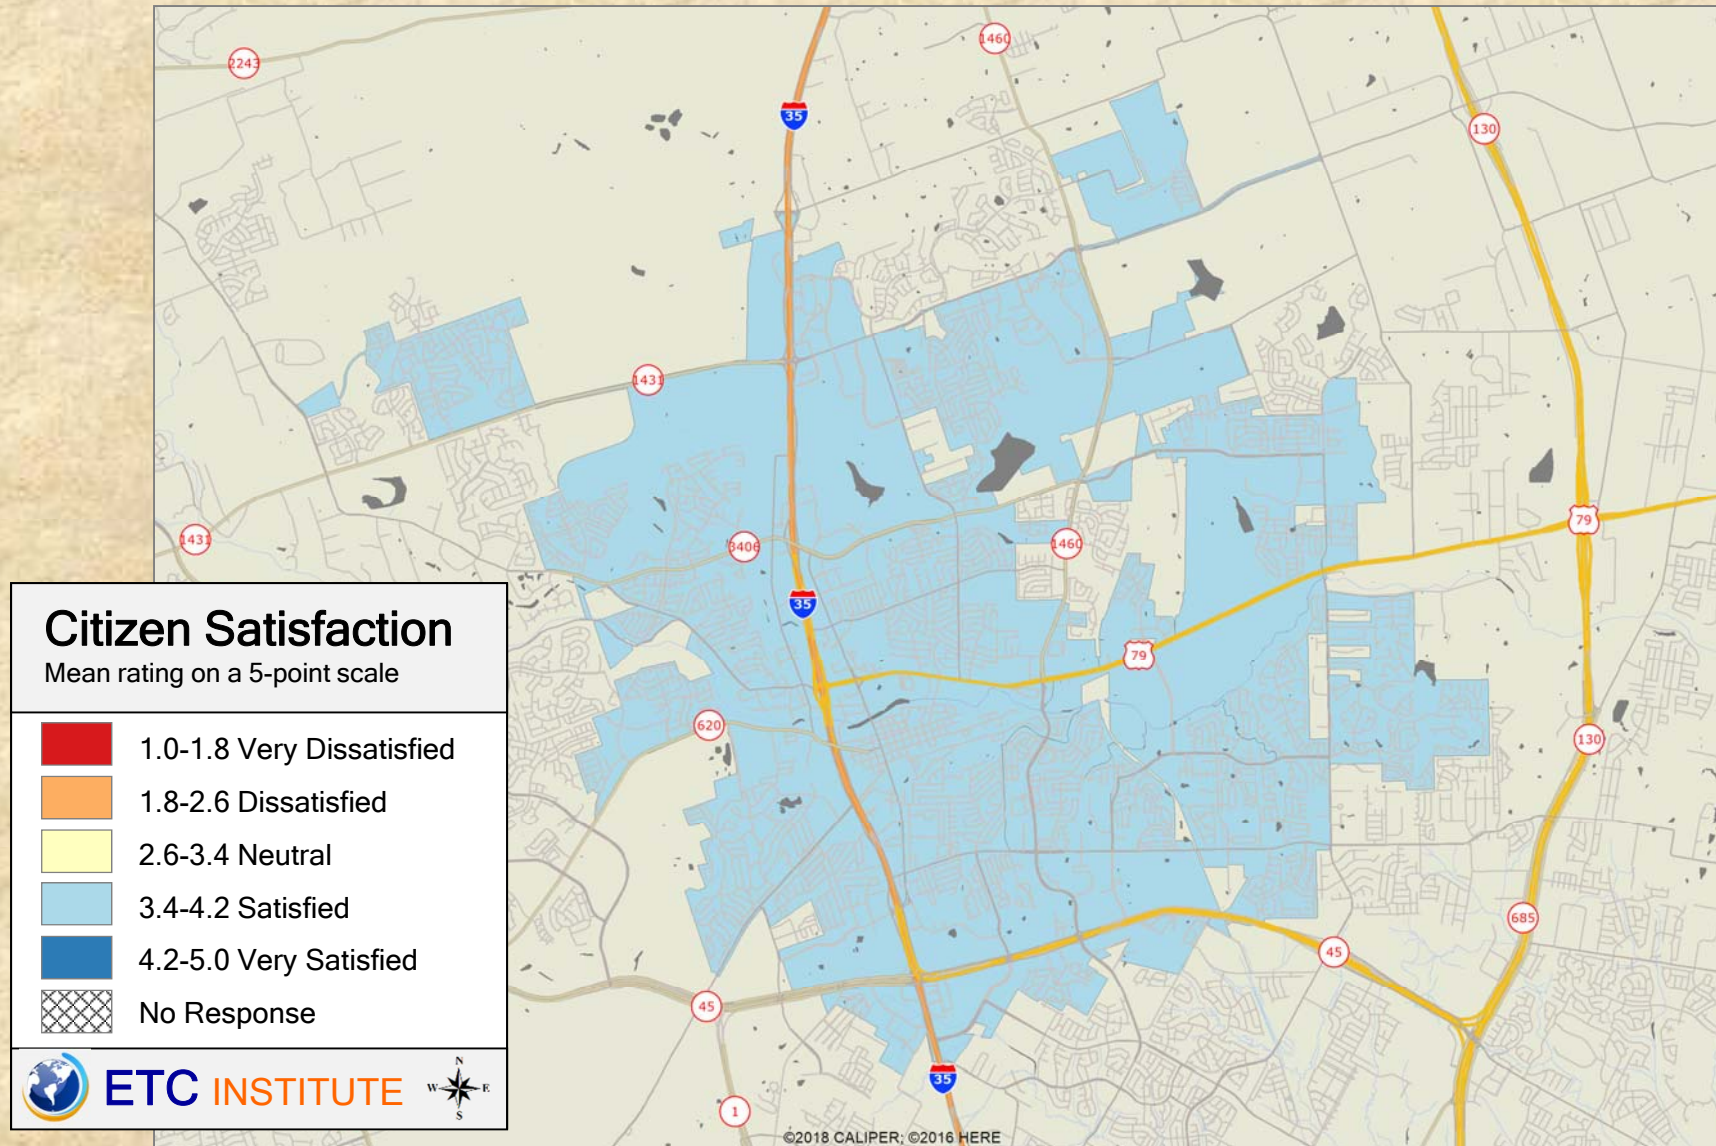 2243
1460
35
130
1431
1431
3406
1460
79
35
79
620
130
685
45
45
35
1
Citizen Satisfaction
Mean rating on a 5-point scale
1.0-1.8 Very Dissatisfied
1.8-2.6 Dissatisfied
2.6-3.4 Neutral
3.4-4.2 Satisfied
4.2-5.0 Very Satisfied
No Response
ETC INSTITUTE
N
W E
S
©2018 CALIPER; ©2016 HERE